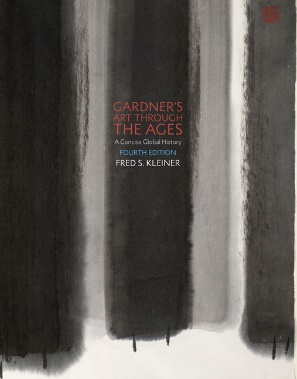 GARDNER'S
ART THROUGH
THE AGES
A Concise Global History
FOURTH EDITION
FRED S. KLEINER